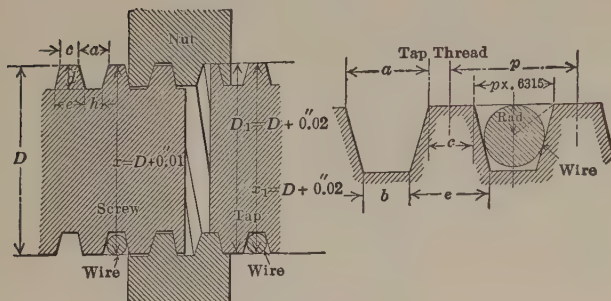 Nut
c a
d
e h
D
x=D+0".01
D₁=D+0".02
x₁=D+0".02
Screw
Tap
Wire
Wire
Tap Thread
a
p
p x .6315
Rad.
c
Wire
b
e